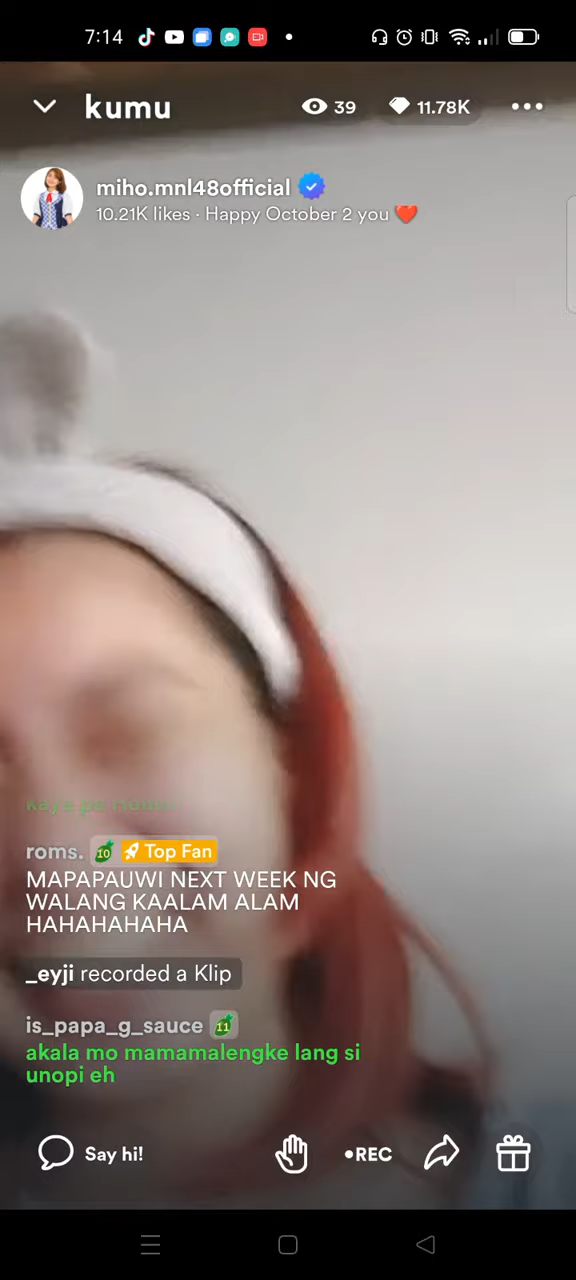 7:14
kumu
39
11.78K
miho.mnl48official
10.21K likes · Happy October 2 you ❤️
roms. 10 Top Fan
MAPAPAUWI NEXT WEEK NG
WALANG KAALAM ALAM
HAHAHAHAHA
_eyji recorded a Klip
is_papa_g_sauce 11
akala mo mamamalengke lang si
unopi eh
Say hi!
•REC